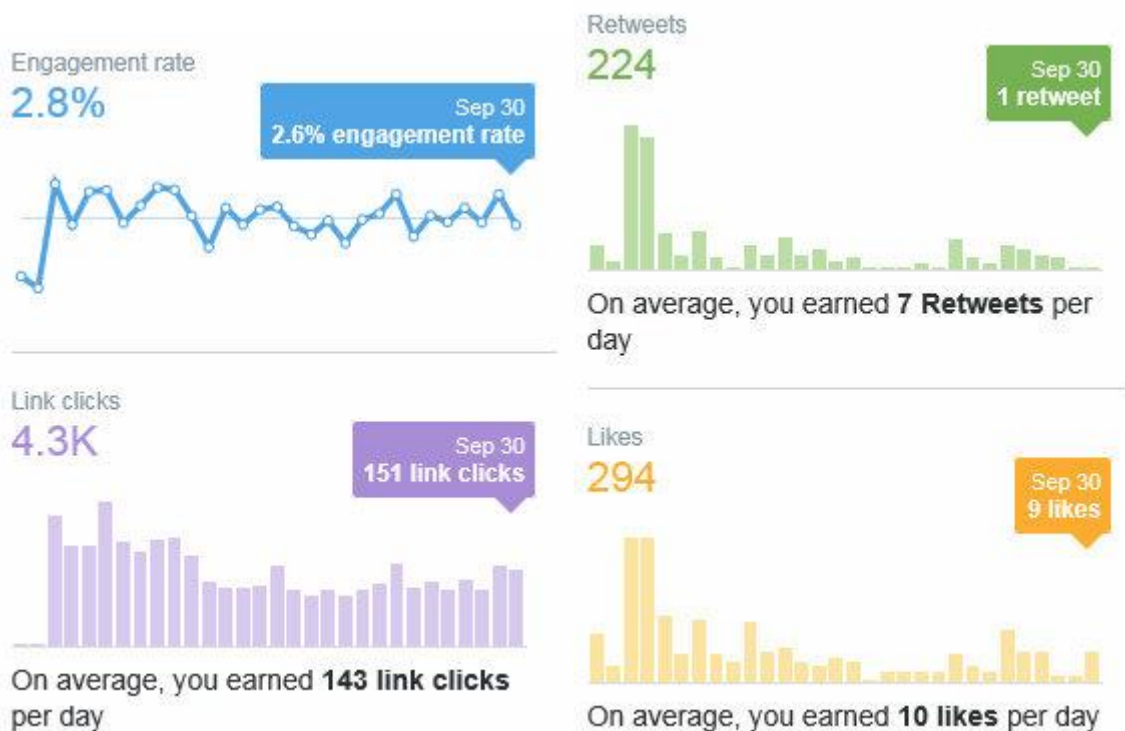 Engagement rate
2.8%
Sep 30
2.6% engagement rate
Link clicks
4.3K
Sep 30
151 link clicks
On average, you earned 143 link clicks
per day
Retweets
224
Sep 30
1 retweet
On average, you earned 7 Retweets per
day
Likes
294
Sep 30
9 likes
On average, you earned 10 likes per day